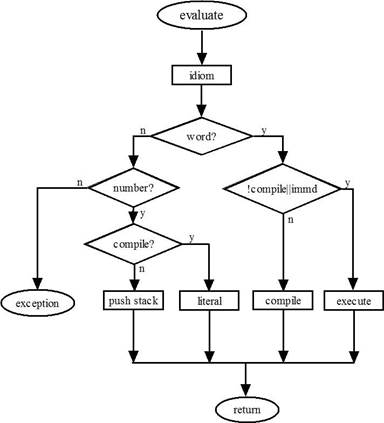 evaluate
idiom
n
word?
y
n
number?
y
!compile||immd
y
n
compile?
y
n
exception
push stack
literal
compile
execute
return